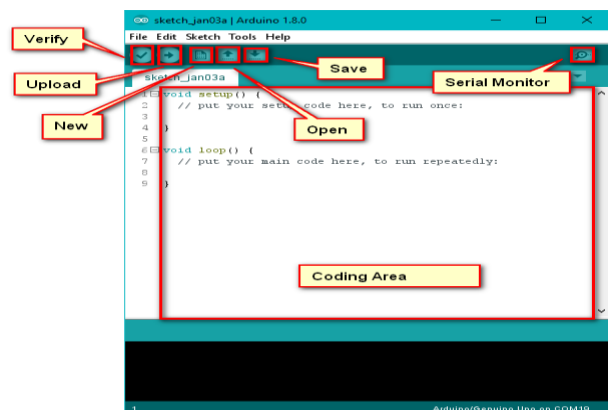 sketch_jan03a | Arduino 1.8.0
File Edit Sketch Tools Help
Verify
Upload
New
Save
Open
Serial Monitor
sketch_jan03a
1 void setup() {
2 // put your setup code here, to run once:
3
4 }
5
6 void loop() {
7 // put your main code here, to run repeatedly:
8
9 }
Coding Area
1 Arduino/Genuino Uno on COM19